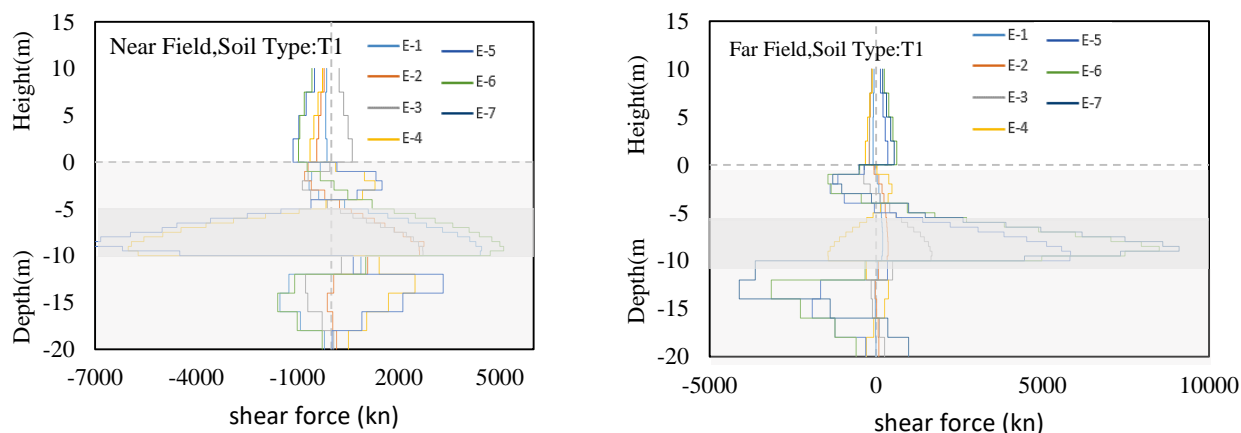 Near Field,Soil Type:T1
E-1
E-5
E-2
E-6
E-3
E-7
E-4
Height(m)
Depth(m)
15
10
5
0
-5
-10
-15
-20
-7000 -4000 -1000 2000 5000
shear force (kn)
Far Field,Soil Type:T1
E-1
E-5
E-2
E-6
E-3
E-7
E-4
Height(m)
Depth(m
15
10
5
0
-5
-10
-15
-20
-5000 0 5000 10000
shear force (kn)